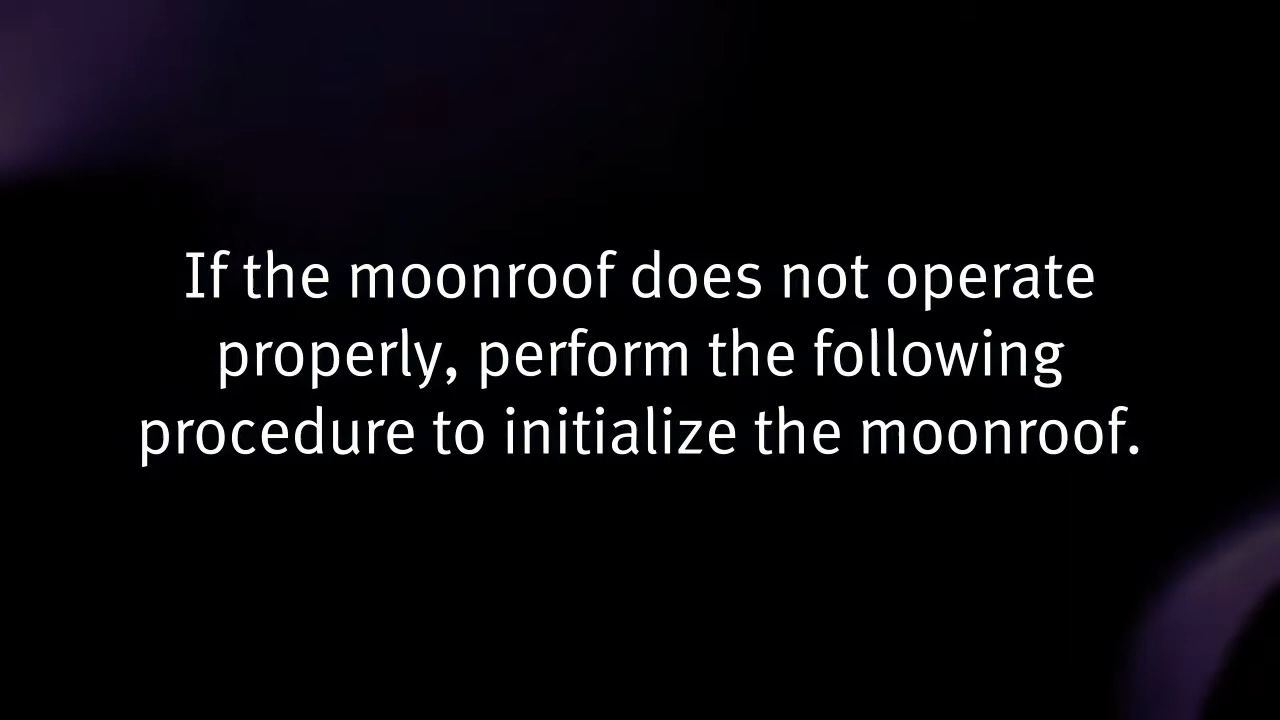 If the moonroof does not operate
properly, perform the following
procedure to initialize the moonroof.